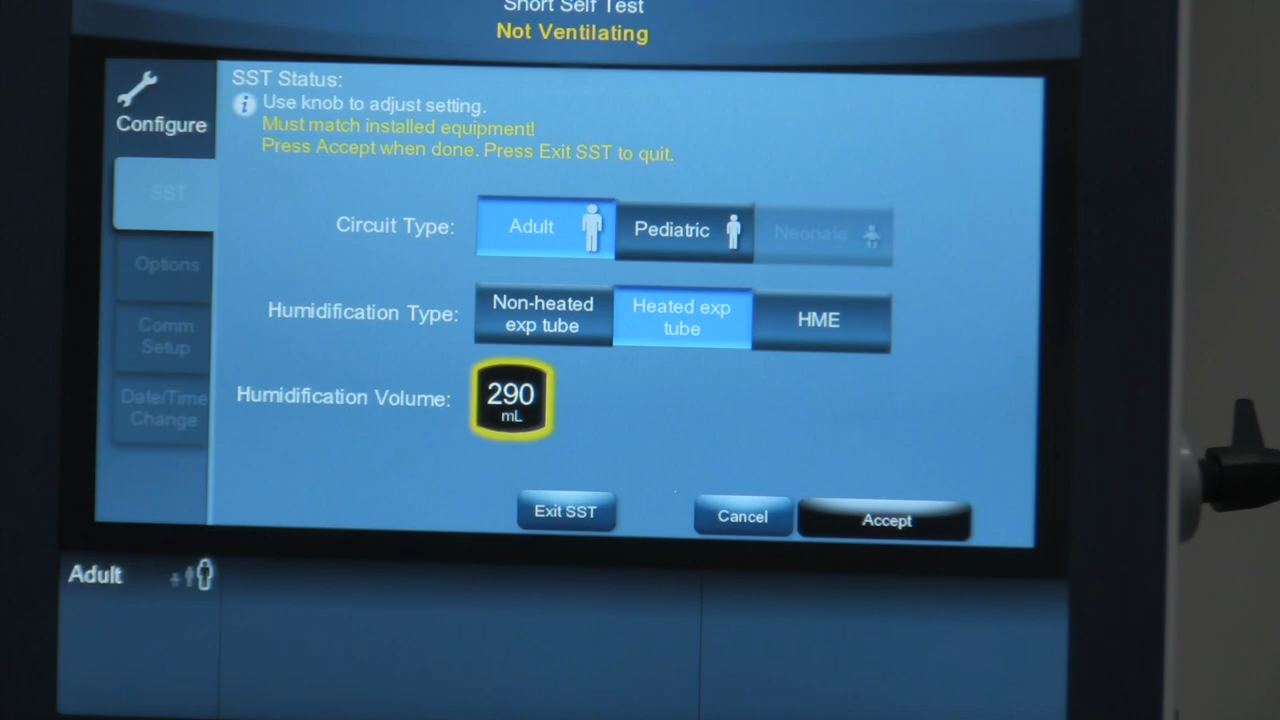 Short Self Test
Not Ventilating
Configure
SST Status:
Use knob to adjust setting.
Must match installed equipment!
Press Accept when done. Press Exit SST to quit.
SST
Options
Comm
Setup
Date/Time
Change
Circuit Type:
Adult
Pediatric
Neonate
Humidification Type:
Non-heated
exp tube
Heated exp
tube
HME
Humidification Volume:
290
mL
Exit SST
Cancel
Accept
Adult